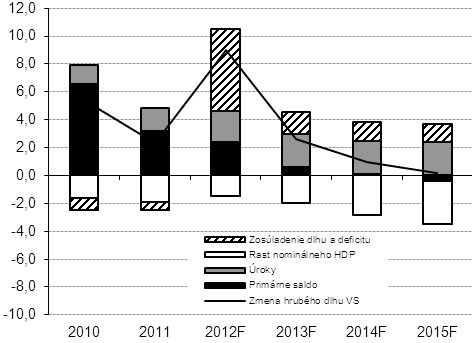 12,0
10,0
8,0
6,0
4,0
2,0
0,0
-2,0
-4,0
-6,0
-8,0
-10,0
Zosúladenie dlhu a deficitu
Rast nominálneho HDP
Úroky
Primárne saldo
Zmena hrubého dlhu VS
2010 2011 2012F 2013F 2014F 2015F